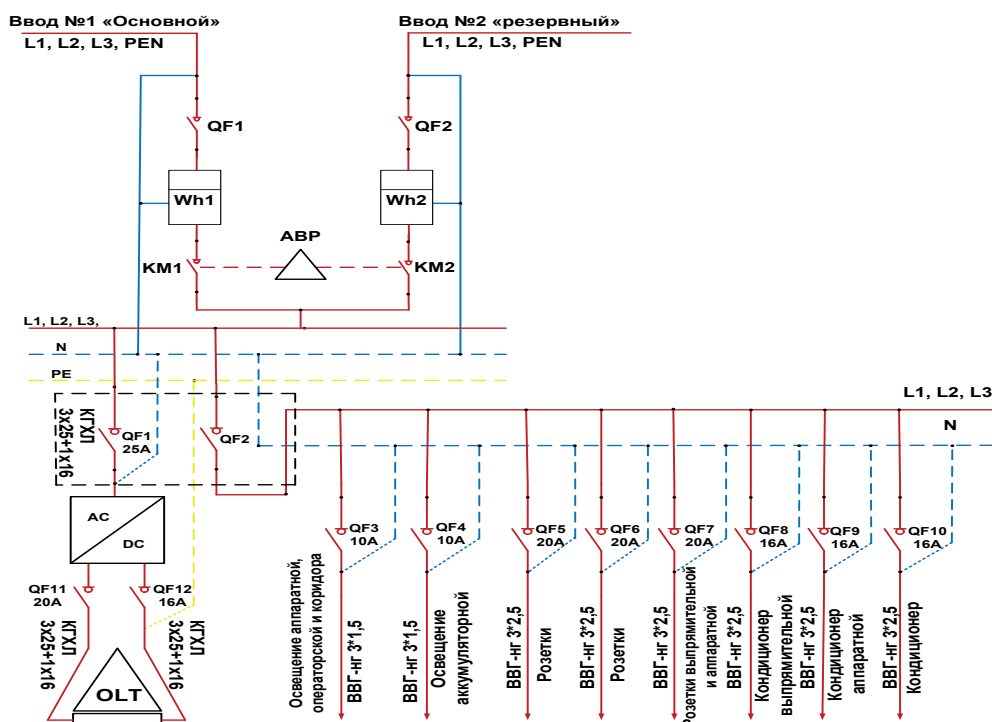 Ввод №1 «Основной»
L1, L2, L3, PEN
Ввод №2 «резервный»
L1, L2, L3, PEN
QF1
QF2
Wh1
Wh2
АВР
KM1
KM2
L1, L2, L3,
N
PE
КГХЛ
3х25+1х16
QF1
25A
QF2
L1, L2, L3
N
AC
DC
QF11
20A
QF12
16A
КГХЛ
3х25+1х16
КГХЛ
3х25+1х16
OLT
QF3
10A
QF4
10A
QF5
20A
QF6
20A
QF7
20A
QF8
16A
QF9
16A
QF10
16A
Освещение аппаратной,
операторской и коридора
ВВГ-нг 3*1,5
ВВГ-нг 3*1,5
Освещение
аккумуляторной
ВВГ-нг 3*2,5
Розетки
ВВГ-нг 3*2,5
Розетки
ВВГ-нг 3*2,5
Розетки выпрямительной
и аппаратной
ВВГ-нг 3*2,5
Кондиционер
выпрямительной
ВВГ-нг 3*2,5
Кондиционер
аппаратной
ВВГ-нг 3*2,5
Кондиционер